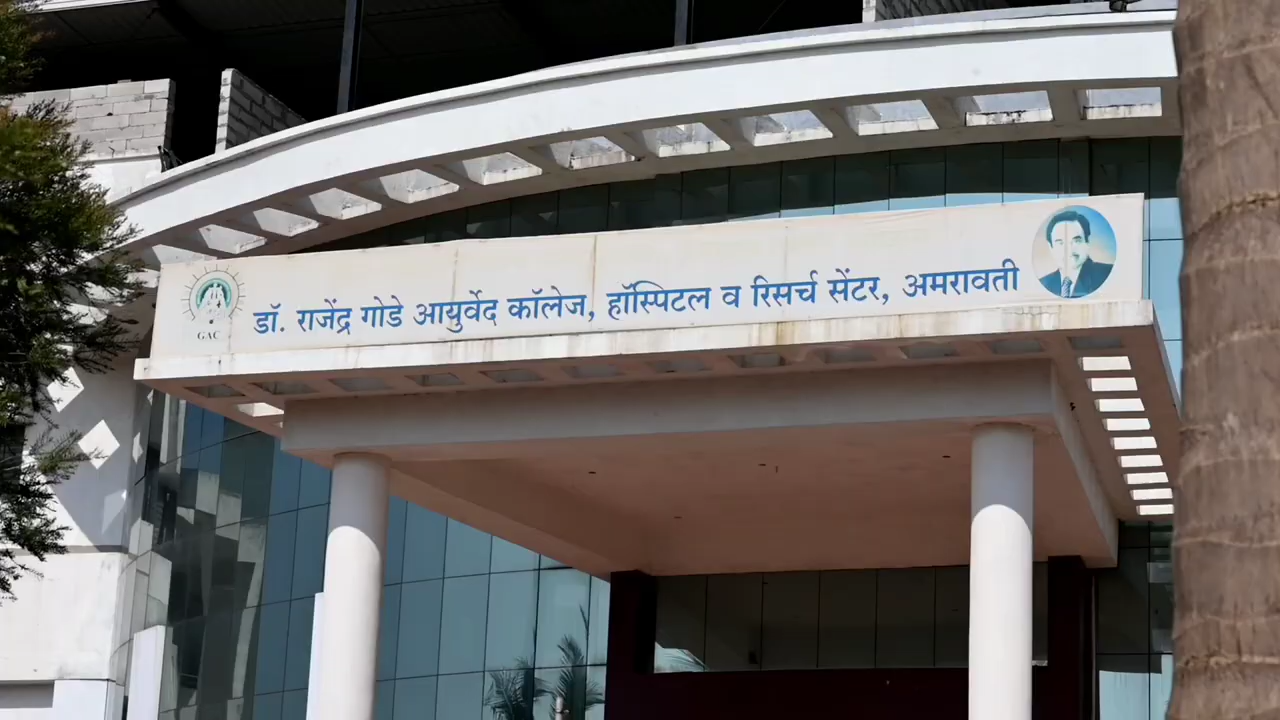 डॉ. राजेंद्र गोडे आयुर्वेद कॉलेज, हॉस्पिटल व रिसर्च सेंटर, अमरावती
GAC